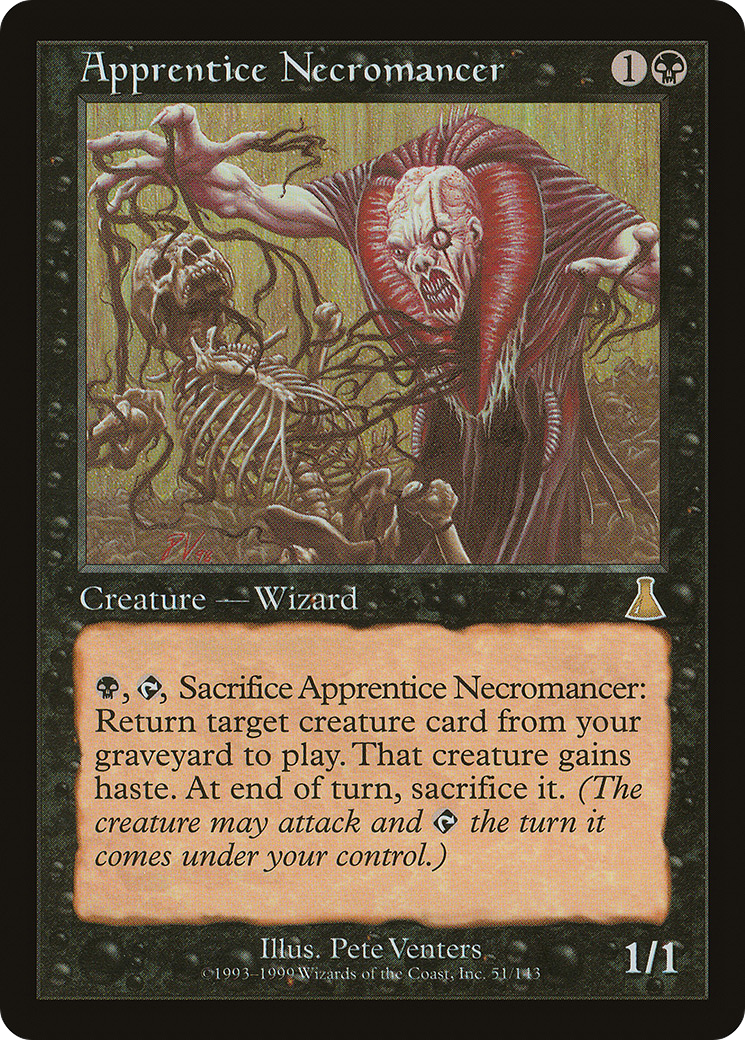 Apprentice Necromancer 1
PV98
Creature — Wizard
, , Sacrifice Apprentice Necromancer:
Return target creature card from your
graveyard to play. That creature gains
haste. At end of turn, sacrifice it. (The
creature may attack and the turn it
comes under your control.)
Illus. Pete Venters
©1993–1999 Wizards of the Coast, Inc. 51/143
1/1